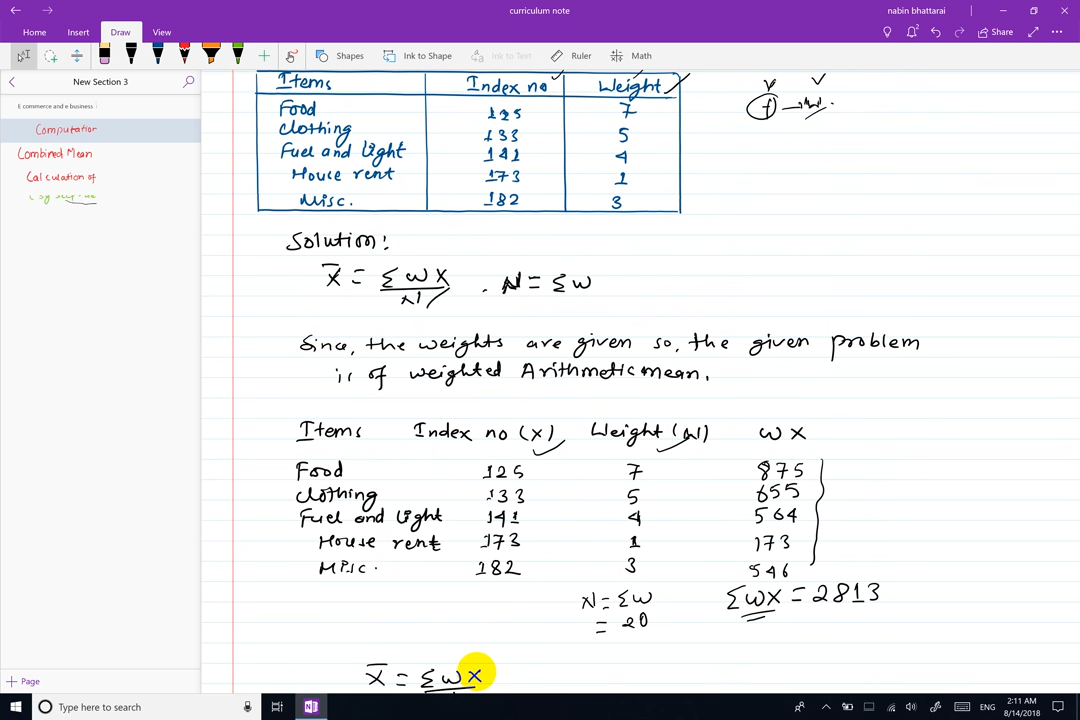 curriculum note
nabin bhattarai
Home Insert Draw View
Share
Shapes Ink to Shape Ink to Text Ruler Math
New Section 3
E commerce and e business
Computation
Combined Mean
Calculation of
Items Index no Weight
Food 125 7
Clothing 133 5
Fuel and Light 141 4
House rent 173 1
Misc. 182 3
f
Solution:
X̄ = ΣWX/N . N = ΣW
Since, the weights are given so, the given problem
is of weighted Arithmetic mean.
Items Index no (X) Weight (W) WX
Food 125 7 875
Clothing 133 5 655
Fuel and Light 141 4 564
House rent 173 1 173
Misc. 182 3 546
N = ΣW ΣWX = 2813
= 20
X̄ = ΣWX
Page
Type here to search
ENG
2:11 AM
8/14/2018